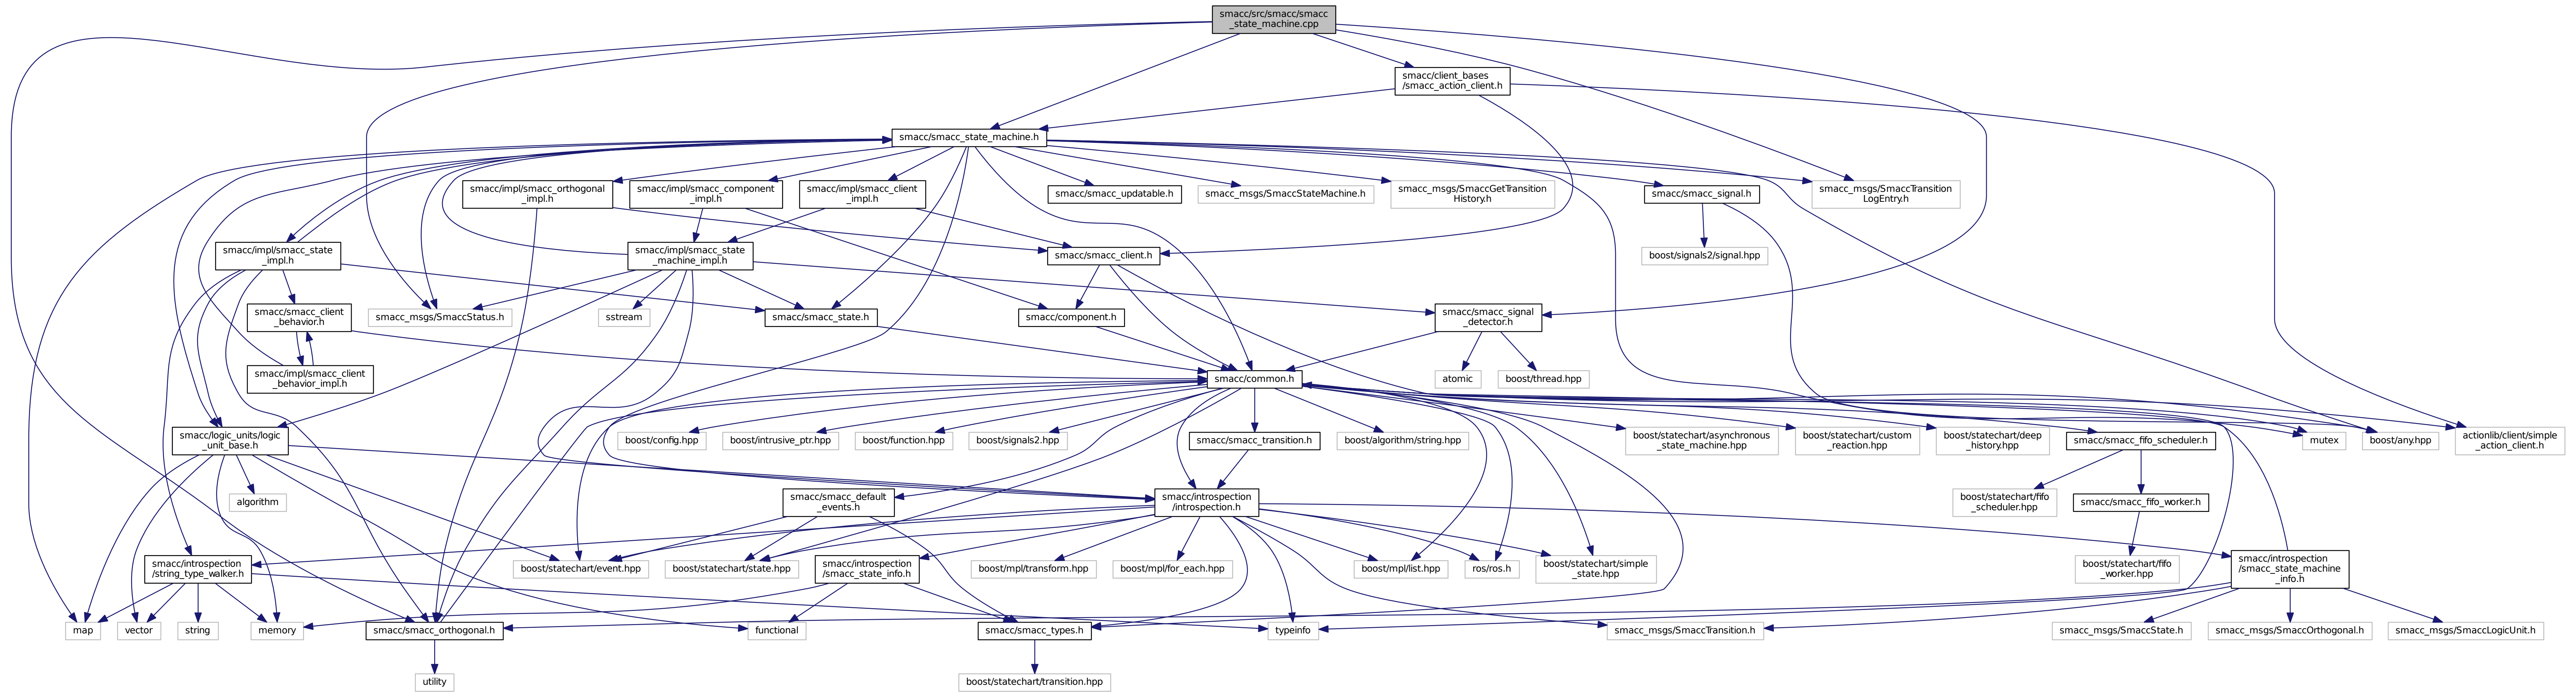 smacc/src/smacc/smacc
_state_machine.cpp
smacc/client_bases
/smacc_action_client.h
smacc/smacc_state_machine.h
smacc/impl/smacc_orthogonal
_impl.h
smacc/impl/smacc_component
_impl.h
smacc/impl/smacc_client
_impl.h
smacc/smacc_updatable.h
smacc_msgs/SmaccStateMachine.h
smacc_msgs/SmaccGetTransition
History.h
smacc/smacc_signal.h
smacc_msgs/SmaccTransition
LogEntry.h
smacc/impl/smacc_state
_impl.h
smacc/impl/smacc_state
_machine_impl.h
smacc/smacc_client.h
boost/signals2/signal.hpp
smacc/smacc_client
_behavior.h
smacc_msgs/SmaccStatus.h
sstream
smacc/smacc_state.h
smacc/component.h
smacc/smacc_signal
_detector.h
smacc/impl/smacc_client
_behavior_impl.h
smacc/common.h
atomic
boost/thread.hpp
smacc/logic_units/logic
_unit_base.h
boost/config.hpp
boost/intrusive_ptr.hpp
boost/function.hpp
boost/signals2.hpp
smacc/smacc_transition.h
boost/algorithm/string.hpp
boost/statechart/asynchronous
_state_machine.hpp
boost/statechart/custom
_reaction.hpp
boost/statechart/deep
_history.hpp
smacc/smacc_fifo_scheduler.h
mutex
boost/any.hpp
actionlib/client/simple
_action_client.h
algorithm
smacc/smacc_default
_events.h
smacc/introspection
/introspection.h
boost/statechart/fifo
_scheduler.hpp
smacc/smacc_fifo_worker.h
smacc/introspection
/string_type_walker.h
boost/statechart/event.hpp
boost/statechart/state.hpp
smacc/introspection
/smacc_state_info.h
boost/mpl/transform.hpp
boost/mpl/for_each.hpp
boost/mpl/list.hpp
ros/ros.h
boost/statechart/simple
_state.hpp
boost/statechart/fifo
_worker.hpp
smacc/introspection
/smacc_state_machine
_info.h
map
vector
string
memory
smacc/smacc_orthogonal.h
functional
smacc/smacc_types.h
typeinfo
smacc_msgs/SmaccTransition.h
smacc_msgs/SmaccState.h
smacc_msgs/SmaccOrthogonal.h
smacc_msgs/SmaccLogicUnit.h
utility
boost/statechart/transition.hpp